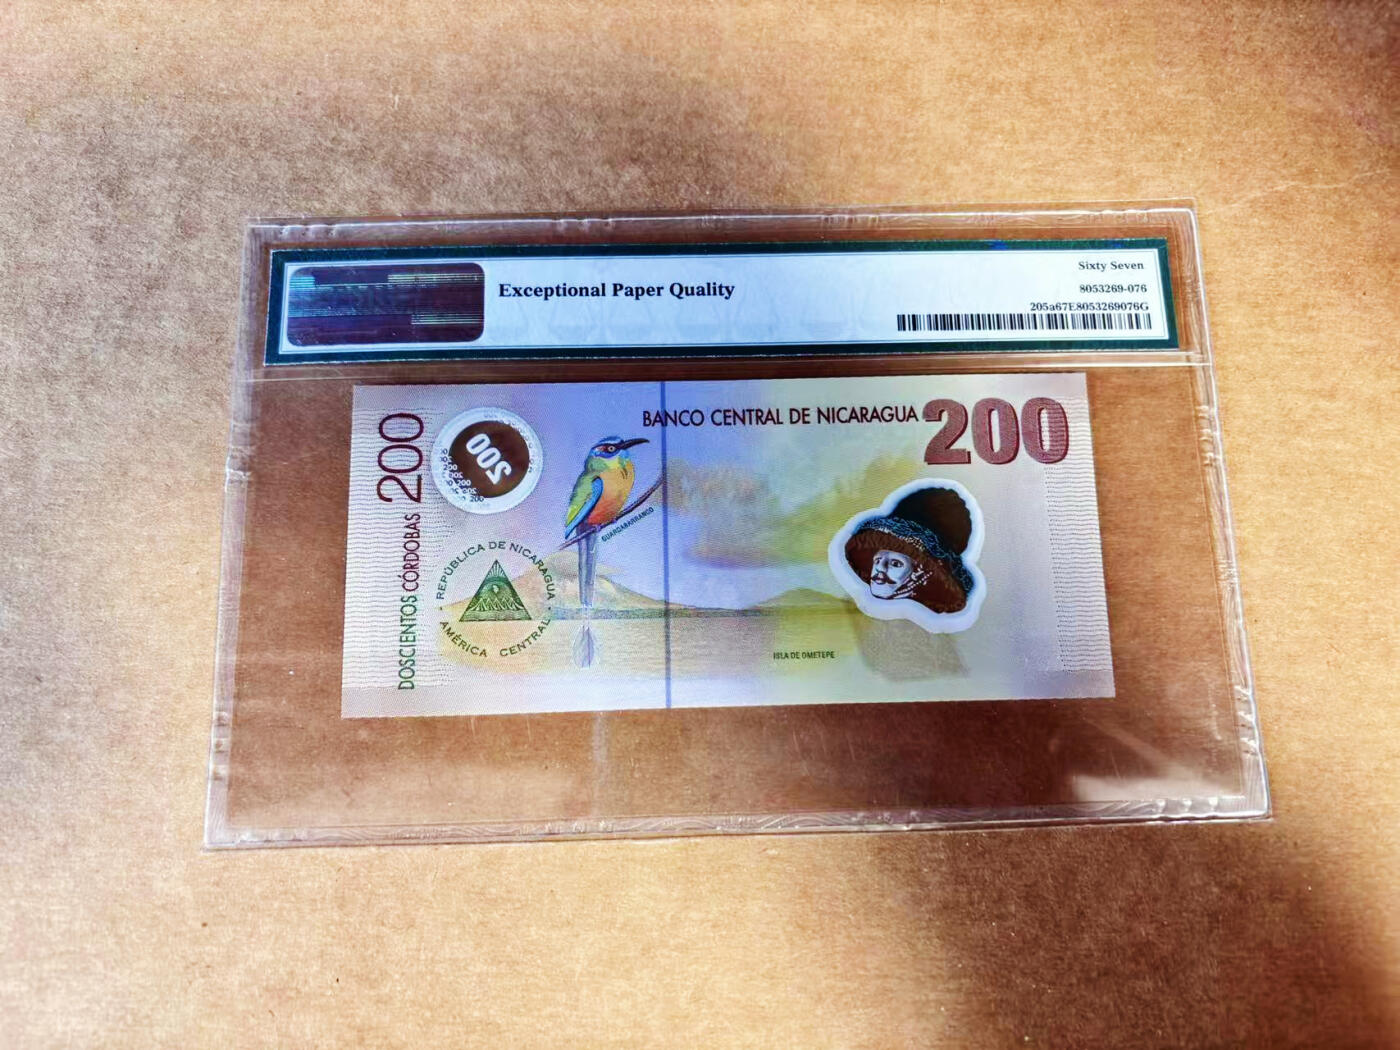 Exceptional Paper Quality
Sixty Seven
8053269-076
205a67E8053269076G
BANCO CENTRAL DE NICARAGUA 200
DOSCIENTOS CÓRDOBAS 200
200
GUARDABARRANCO
REPÚBLICA DE NICARAGUA
AMÉRICA CENTRAL
ISLA DE OMETEPE